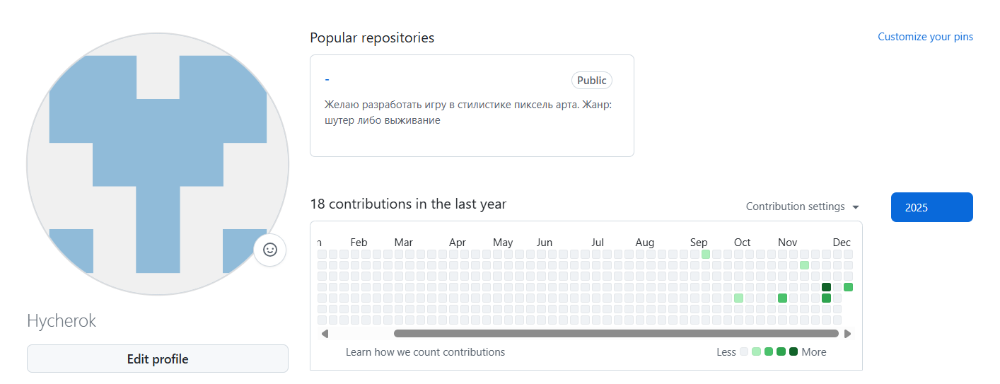 Popular repositories
Customize your pins
-
Public
Желаю разработать игру в стилистике пиксель арта. Жанр:
шутер либо выживание
18 contributions in the last year
Contribution settings
2025
n Feb Mar Apr May Jun Jul Aug Sep Oct Nov Dec
Learn how we count contributions
Less
More
Hycherok
Edit profile